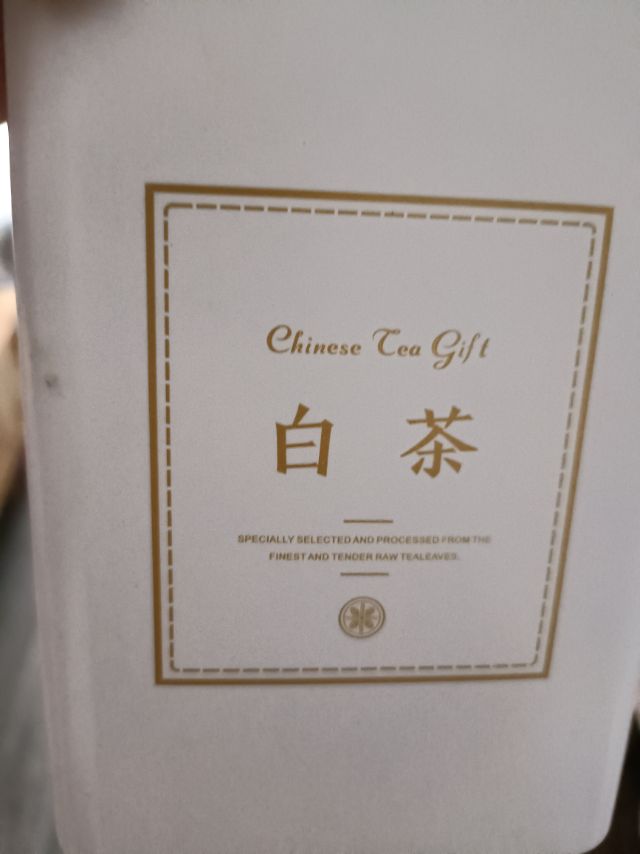 Chinese Tea Gift
白 茶
SPECIALLY SELECTED AND PROCESSED FROM THE
FINEST AND TENDER RAW TEALEAVES.